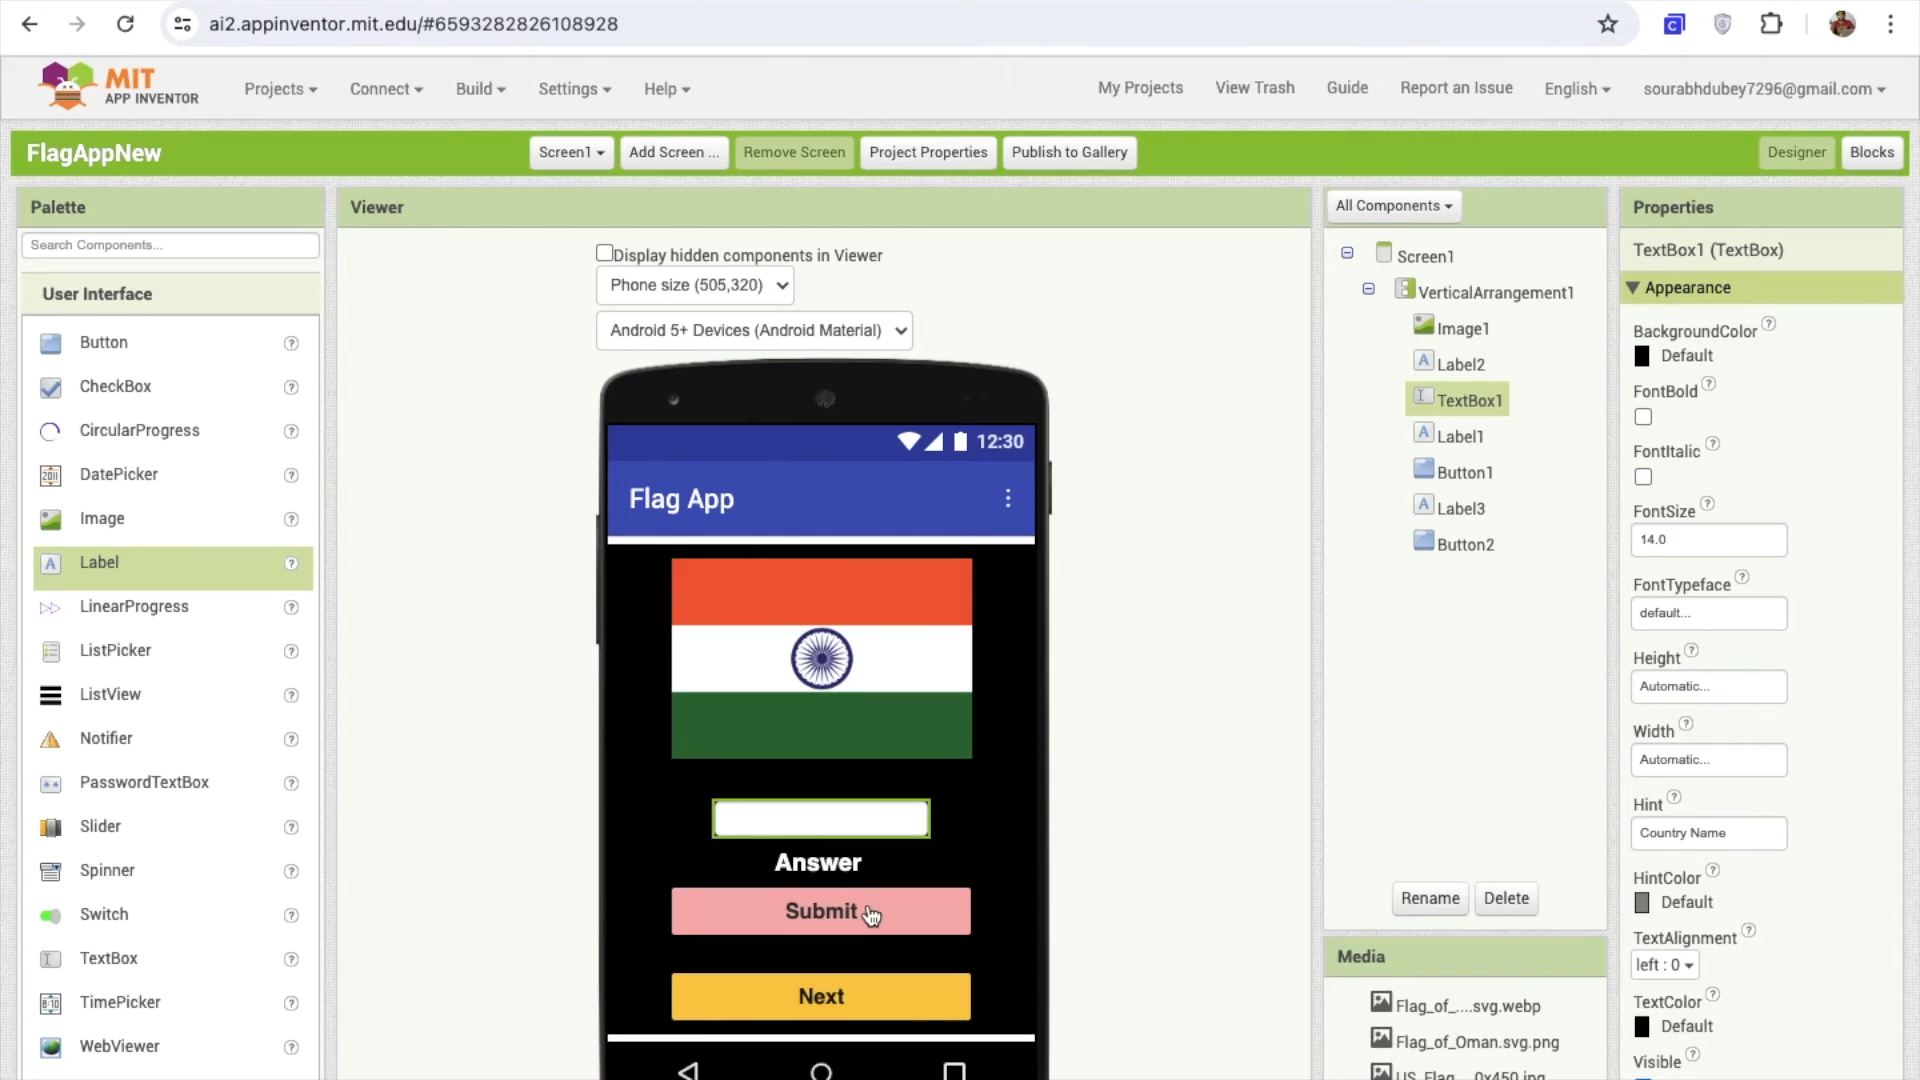 ai2.appinventor.mit.edu/#6593282826108928
MIT
APP INVENTOR
Projects
Connect
Build
Settings
Help
My Projects
View Trash
Guide
Report an Issue
English
sourabhdubey7296@gmail.com
FlagAppNew
Screen1
Add Screen ...
Remove Screen
Project Properties
Publish to Gallery
Designer
Blocks
Palette
Search Components...
User Interface
Button
CheckBox
CircularProgress
DatePicker
Image
Label
LinearProgress
ListPicker
ListView
Notifier
PasswordTextBox
Slider
Spinner
Switch
TextBox
TimePicker
WebViewer
Viewer
Display hidden components in Viewer
Phone size (505,320)
Android 5+ Devices (Android Material)
12:30
Flag App
Answer
Submit
Next
All Components
Screen1
VerticalArrangement1
Image1
Label2
TextBox1
Label1
Button1
Label3
Button2
Rename
Delete
Media
Flag_of_....svg.webp
Flag_of_Oman.svg.png
US_Flag_...0x450.jpg
Properties
TextBox1 (TextBox)
Appearance
BackgroundColor
Default
FontBold
FontItalic
FontSize
14.0
FontTypeface
default...
Height
Automatic...
Width
Automatic...
Hint
Country Name
HintColor
Default
TextAlignment
left : 0
TextColor
Default
Visible